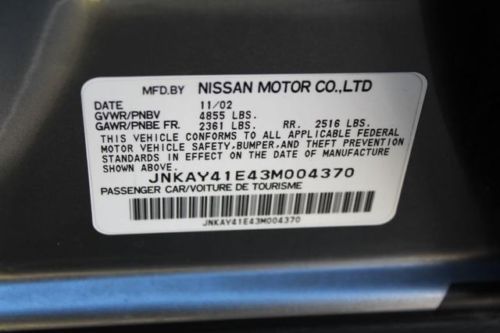 MFD.BY NISSAN MOTOR CO.,LTD
DATE 11/02
GVWR/PNBV 4855 LBS.
GAWR/PNBE FR. 2361 LBS. RR. 2516 LBS.
THIS VEHICLE CONFORMS TO ALL APPLICABLE FEDERAL
MOTOR VEHICLE SAFETY,BUMPER,AND THEFT PREVENTION
STANDARDS IN EFFECT ON THE DATE OF MANUFACTURE
SHOWN ABOVE.
JNKAY41E43M004370
PASSENGER CAR/VOITURE DE TOURISME
JNKAY41E43M004370